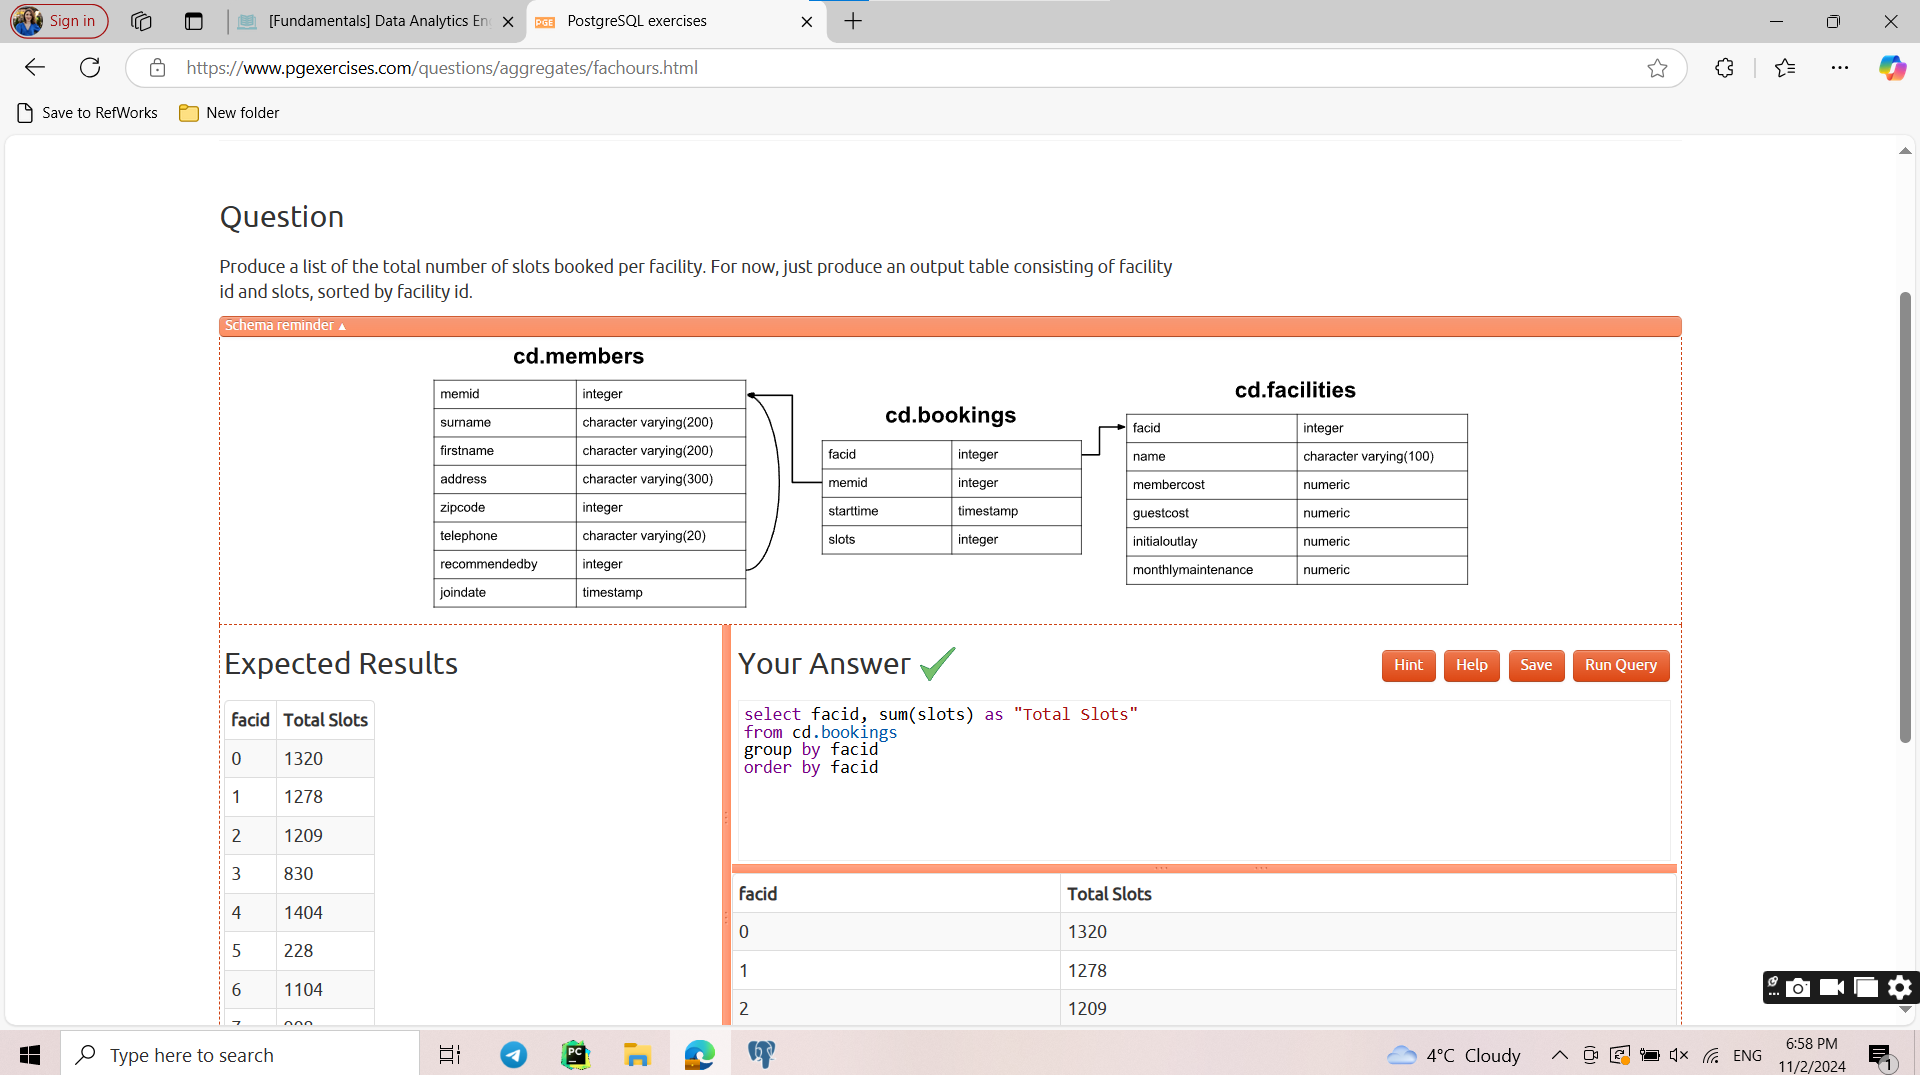 Sign in
[Fundamentals] Data Analytics En
PGE
PostgreSQL exercises
https://www.pgexercises.com/questions/aggregates/fachours.html
Save to RefWorks
New folder
Question
Produce a list of the total number of slots booked per facility. For now, just produce an output table consisting of facility
id and slots, sorted by facility id.
Schema reminder ▲
cd.members
memid integer
surname character varying(200)
firstname character varying(200)
address character varying(300)
zipcode integer
telephone character varying(20)
recommendedby integer
joindate timestamp
cd.bookings
facid integer
memid integer
starttime timestamp
slots integer
cd.facilities
facid integer
name character varying(100)
membercost numeric
guestcost numeric
initialoutlay numeric
monthlymaintenance numeric
Expected Results
facid Total Slots
0 1320
1 1278
2 1209
3 830
4 1404
5 228
6 1104
Your Answer
Hint
Help
Save
Run Query
select facid, sum(slots) as "Total Slots"
from cd.bookings
group by facid
order by facid
facid Total Slots
0 1320
1 1278
2 1209
Type here to search
PC
4°C Cloudy
ENG
6:58 PM
11/2/2024
1